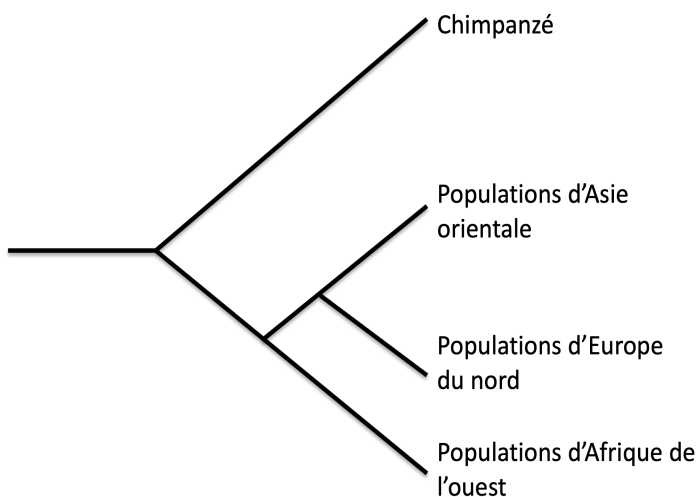 Chimpanzé
Populations d’Asie
orientale
Populations d’Europe
du nord
Populations d’Afrique de
l’ouest